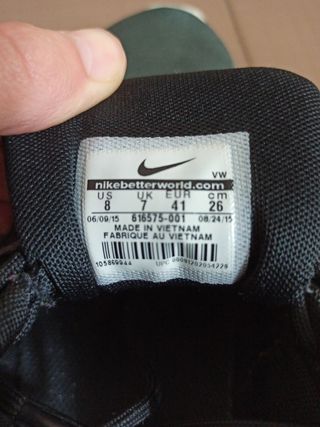 VW
nikebetterworld.com
US UK EUR cm
8 7 41 26
06/09/15 616575-001 08/24/15
MADE IN VIETNAM
FABRIQUE AU VIETNAM